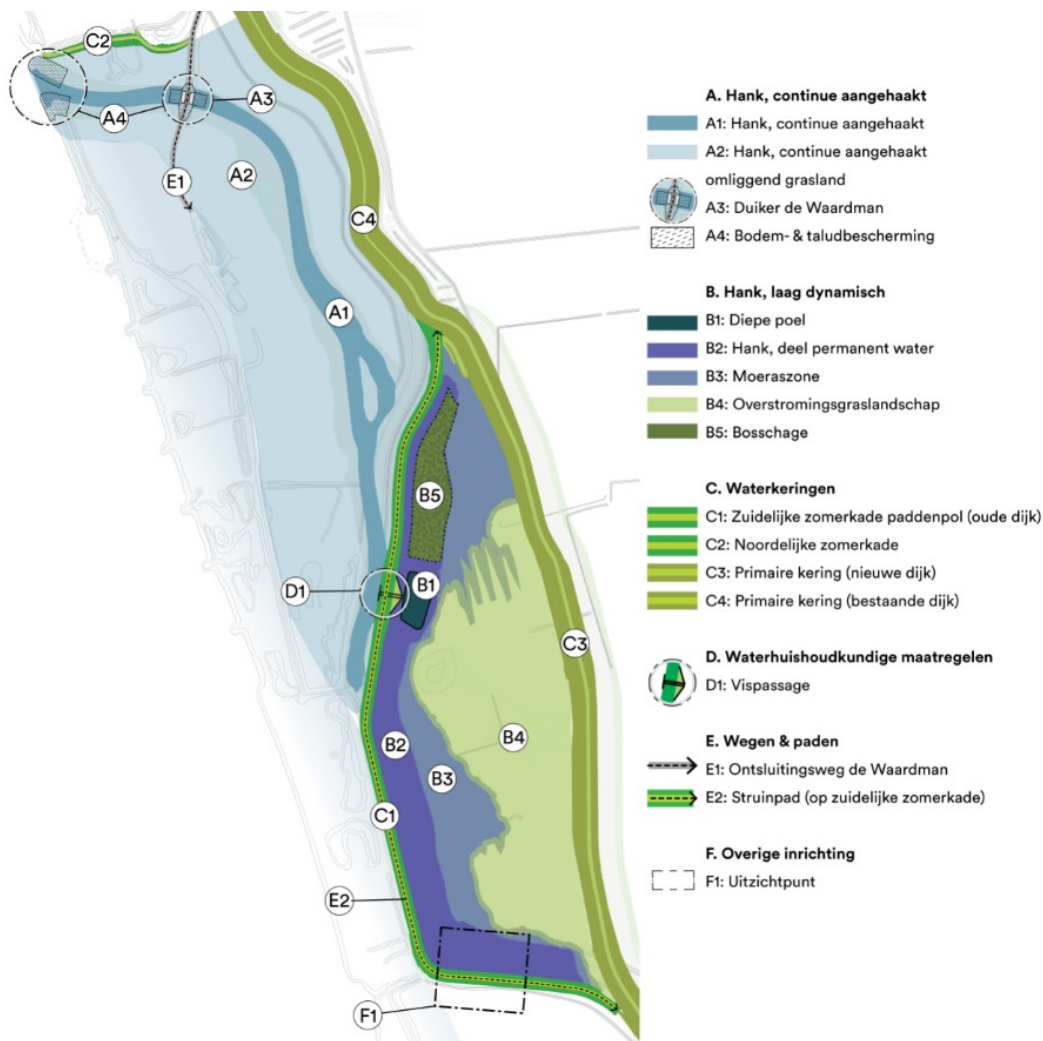 C2
A4
A3
E1
A2
C4
A1
B5
D1
B1
C3
B2
B4
B3
C1
E2
F1
A. Hank, continue aangehaakt
A1: Hank, continue aangehaakt
A2: Hank, continue aangehaakt
omliggend grasland
A3: Duiker de Waardman
A4: Bodem- & taludbescherming
B. Hank, laag dynamisch
B1: Diepe poel
B2: Hank, deel permanent water
B3: Moeraszone
B4: Overstromingsgraslandschap
B5: Bosschage
C. Waterkeringen
C1: Zuidelijke zomerkade paddenpol (oude dijk)
C2: Noordelijke zomerkade
C3: Primaire kering (nieuwe dijk)
C4: Primaire kering (bestaande dijk)
D. Waterhuishoudkundige maatregelen
D1: Vispassage
E. Wegen & paden
E1: Ontsluitingsweg de Waardman
E2: Struinpad (op zuidelijke zomerkade)
F. Overige inrichting
F1: Uitzichtpunt